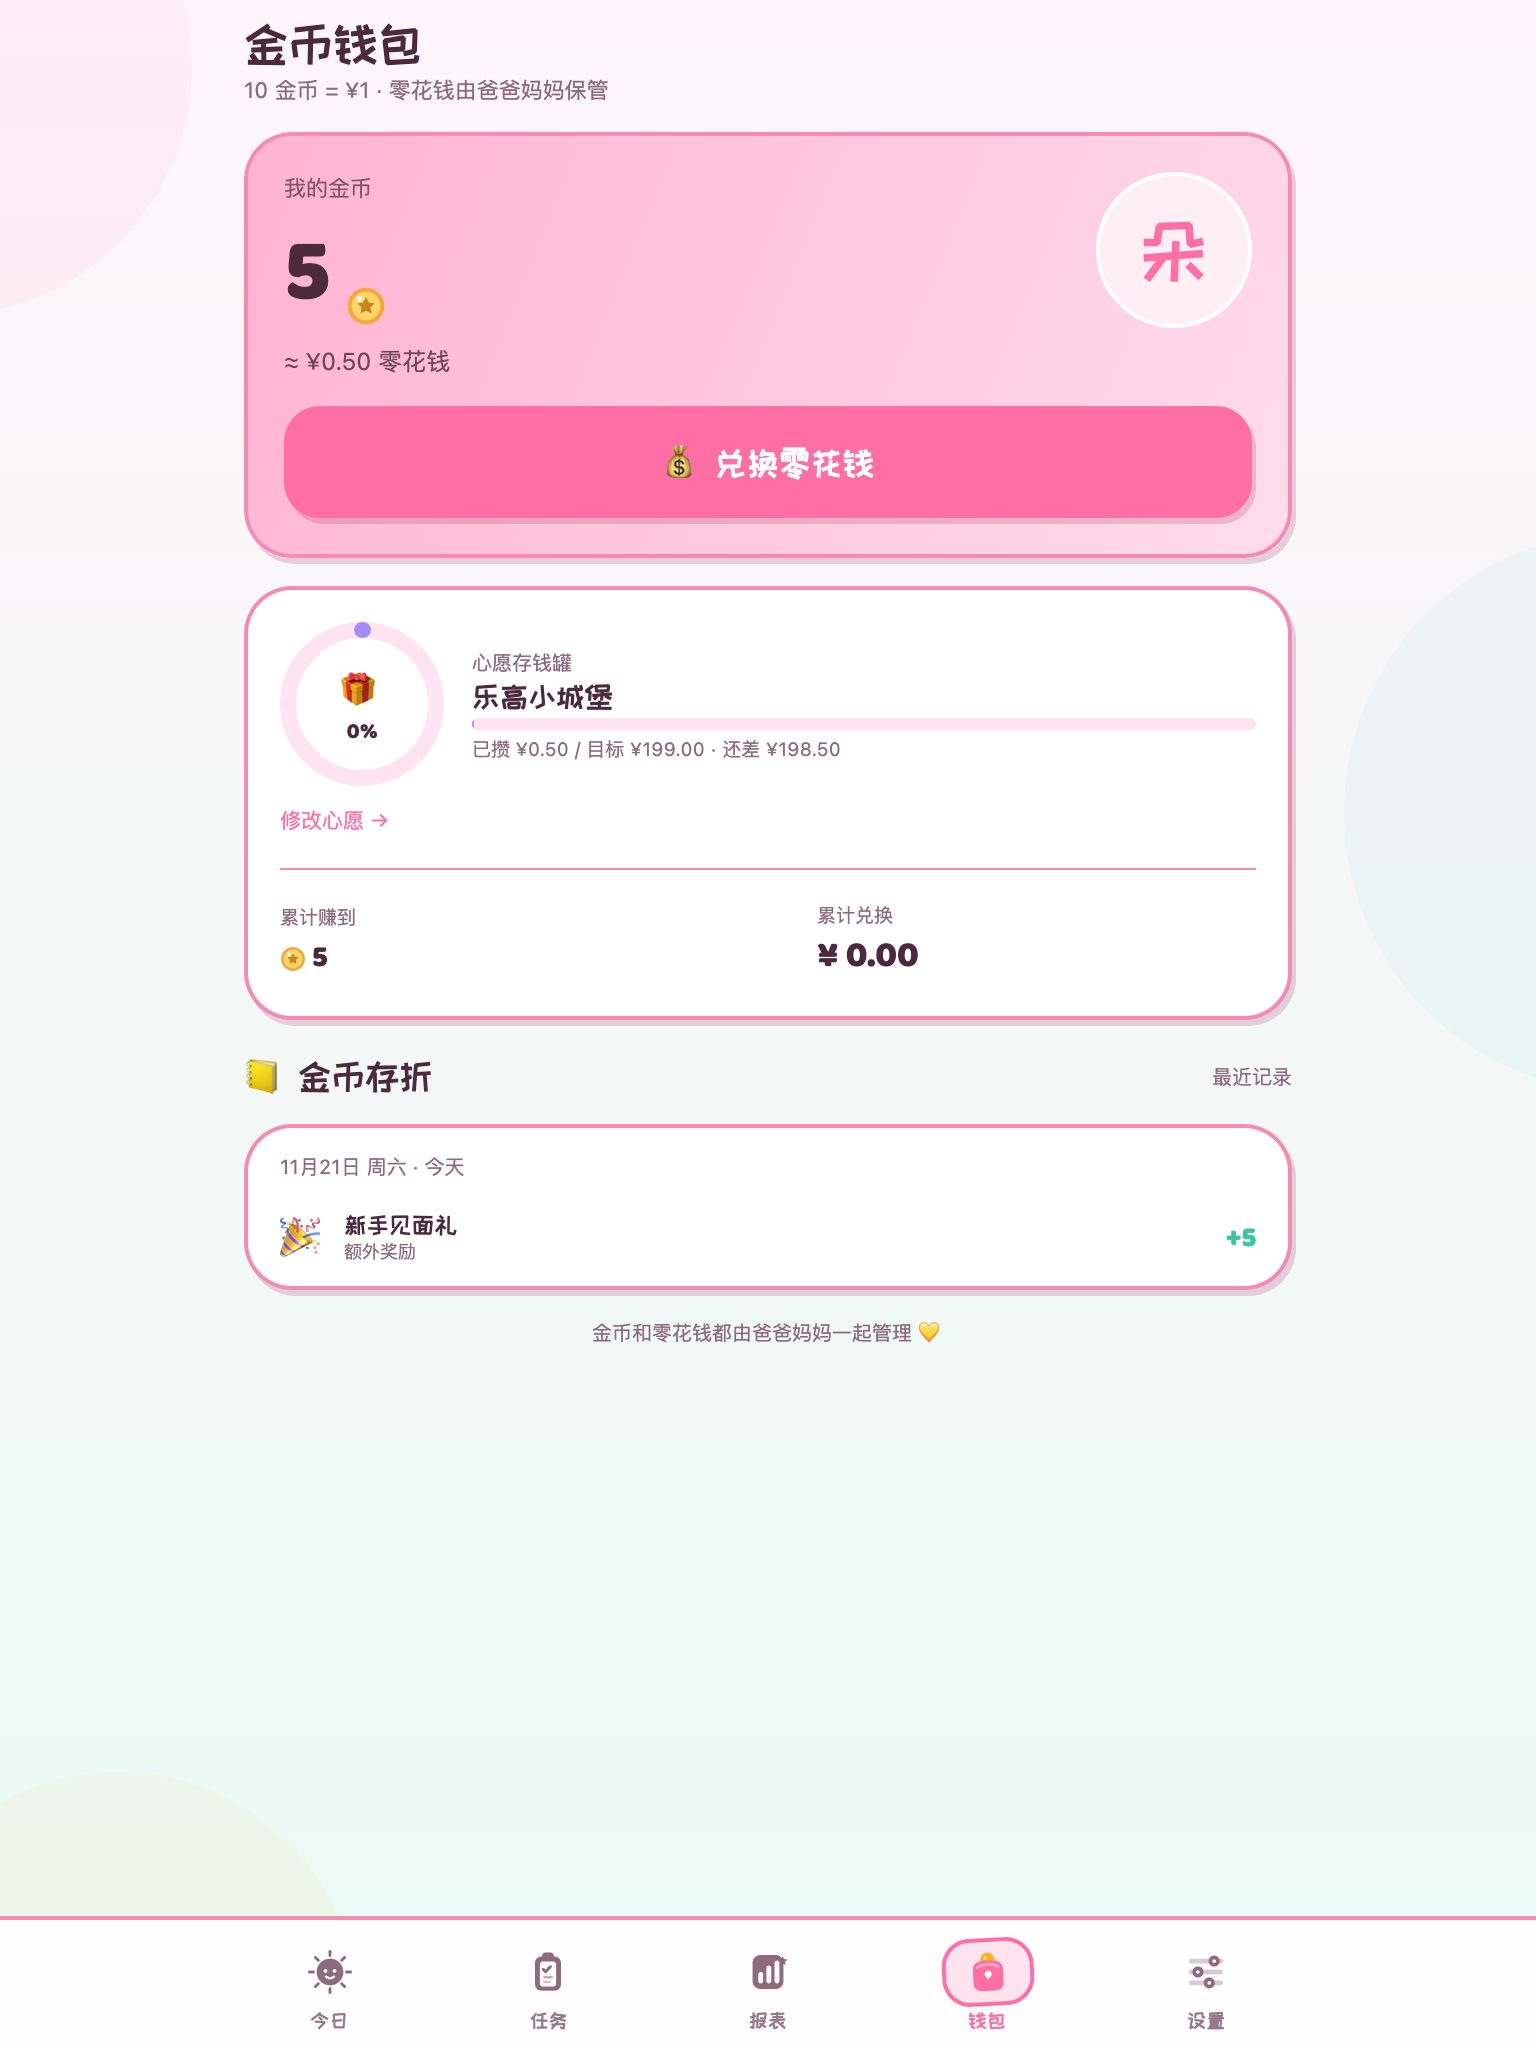 金币钱包
10 金币 = ¥1 · 零花钱由爸爸妈妈保管
我的金币
朵
5
≈ ¥0.50 零花钱
💰 兑换零花钱
🎁
0%
心愿存钱罐
乐高小城堡
已攒 ¥0.50 / 目标 ¥199.00 · 还差 ¥198.50
修改心愿 →
累计赚到
5
累计兑换
¥ 0.00
📒 金币存折
最近记录
11月21日 周六 · 今天
🎉 新手见面礼
额外奖励
+5
金币和零花钱都由爸爸妈妈一起管理 💛
今日
任务
报表
钱包
设置